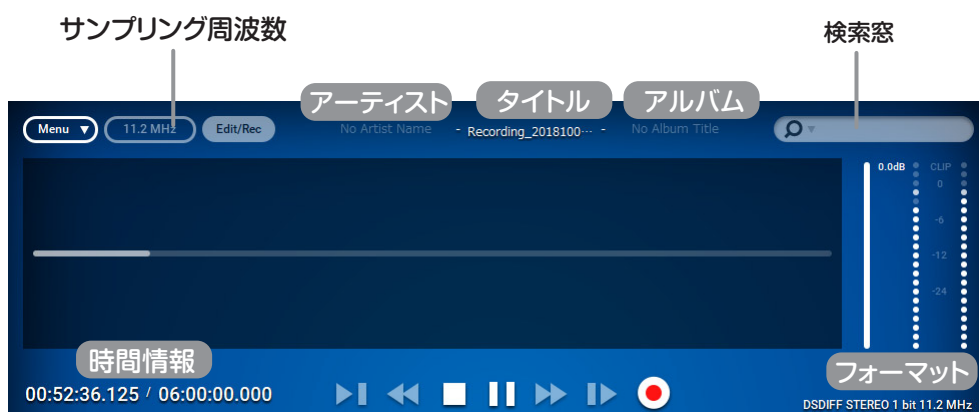 サンプリング周波数
検索窓
アーティスト
タイトル
アルバム
Menu ▼
11.2 MHz
Edit/Rec
No Artist Name - Recording_2018100… - No Album Title
0.0dB
CLIP
0
-6
-12
-24
時間情報
フォーマット
00:52:36.125 / 06:00:00.000
DSDIFF STEREO 1 bit 11.2 MHz